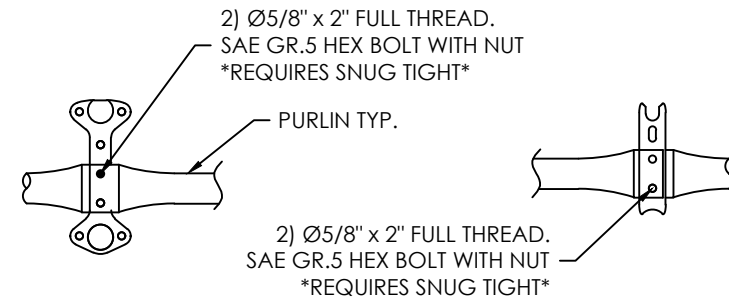 2) Ø5/8" x 2" FULL THREAD.
SAE GR.5 HEX BOLT WITH NUT
*REQUIRES SNUG TIGHT*
PURLIN TYP.
2) Ø5/8" x 2" FULL THREAD.
SAE GR.5 HEX BOLT WITH NUT
*REQUIRES SNUG TIGHT*